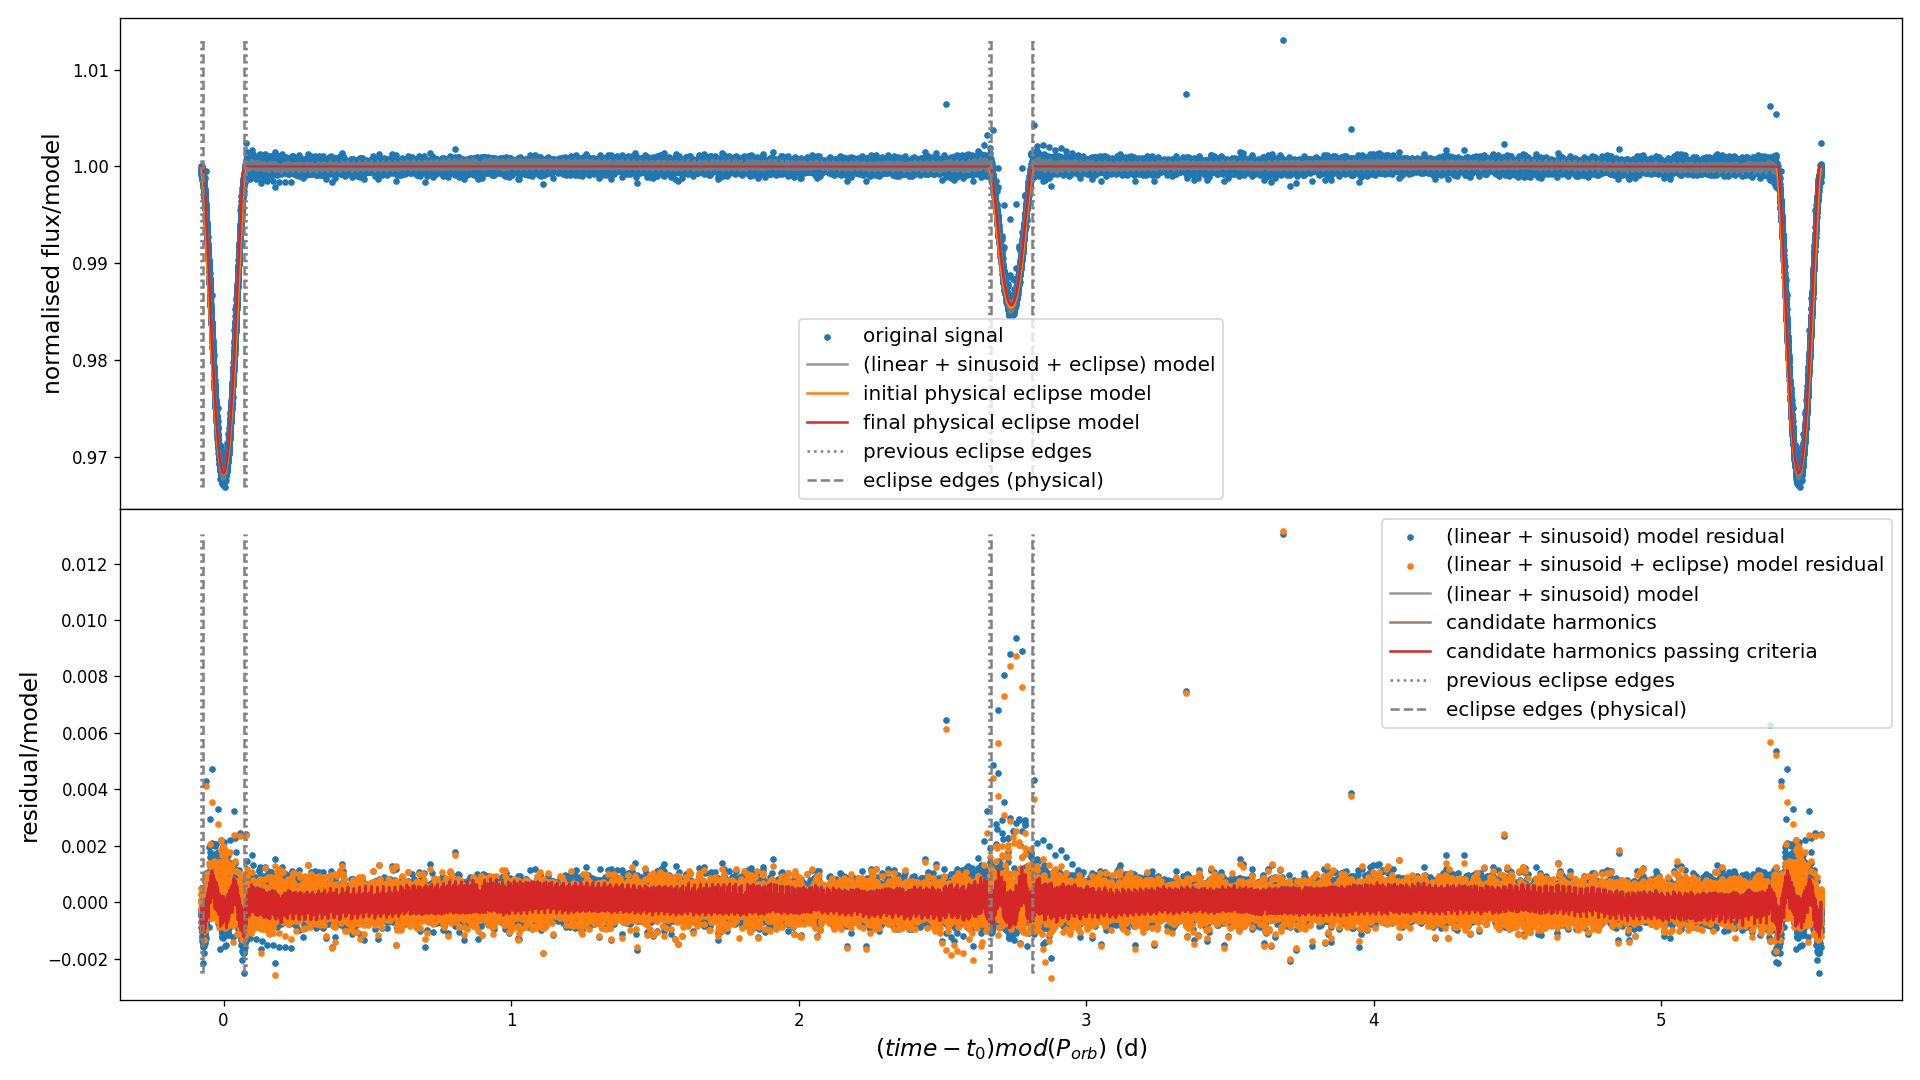 normalised flux/model
1.01
1.00
0.99
0.98
0.97
original signal
(linear + sinusoid + eclipse) model
initial physical eclipse model
final physical eclipse model
previous eclipse edges
eclipse edges (physical)
residual/model
0.012
0.010
0.008
0.006
0.004
0.002
0.000
−0.002
(linear + sinusoid) model residual
(linear + sinusoid + eclipse) model residual
(linear + sinusoid) model
candidate harmonics
candidate harmonics passing criteria
previous eclipse edges
eclipse edges (physical)
0 1 2 3 4 5
(time − t₀)mod(P_orb) (d)